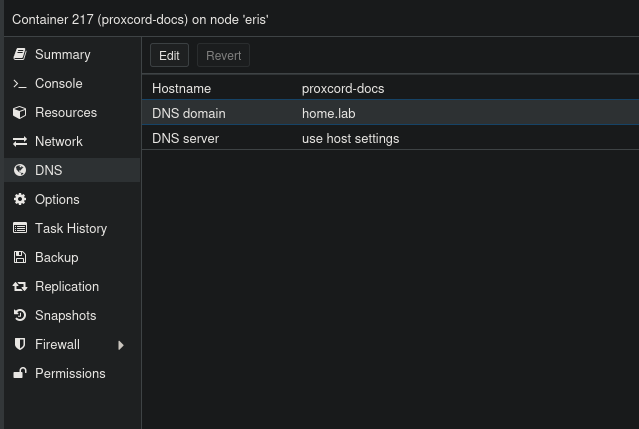 Container 217 (proxcord-docs) on node 'eris'
Summary
Console
Resources
Network
DNS
Options
Task History
Backup
Replication
Snapshots
Firewall
Permissions
Edit Revert
Hostname proxcord-docs
DNS domain home.lab
DNS server use host settings